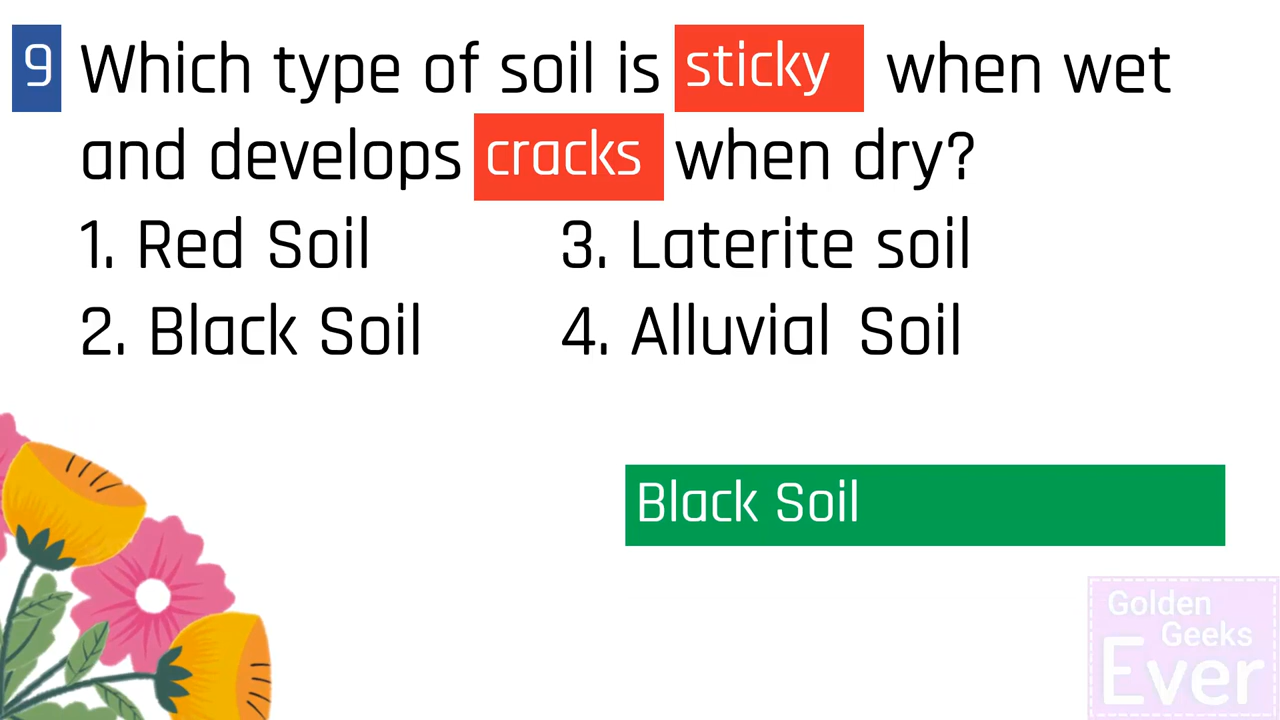 9 Which type of soil is sticky when wet
and develops cracks when dry?
1. Red Soil 3. Laterite soil
2. Black Soil 4. Alluvial Soil
Black Soil
Golden
Geeks
Ever